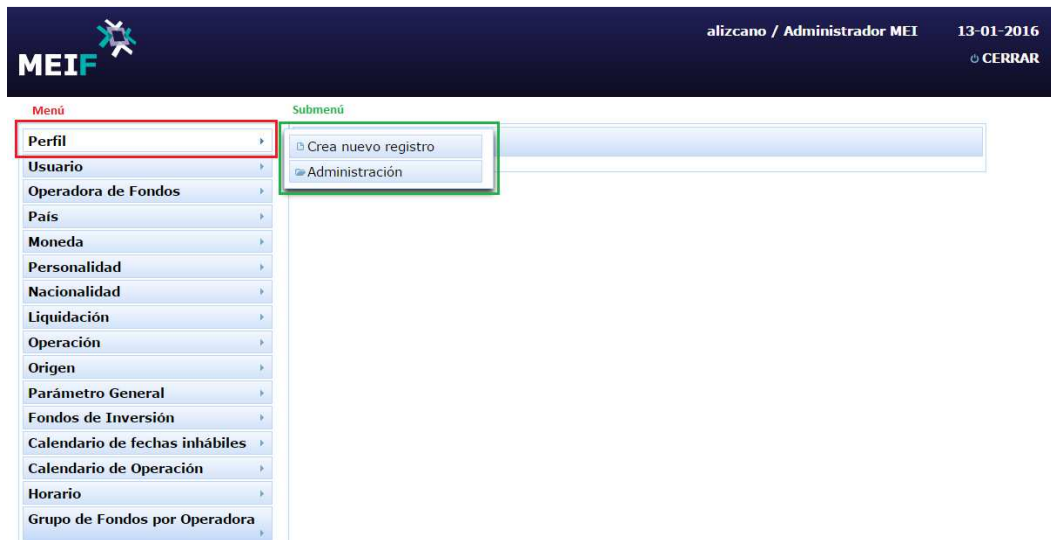 MEIF
alizcano / Administrador MEI 13-01-2016
CERRAR
Menú Submenú
Perfil
Crea nuevo registro
Usuario
Administración
Operadora de Fondos
País
Moneda
Personalidad
Nacionalidad
Liquidación
Operación
Origen
Parámetro General
Fondos de Inversión
Calendario de fechas inhábiles
Calendario de Operación
Horario
Grupo de Fondos por Operadora